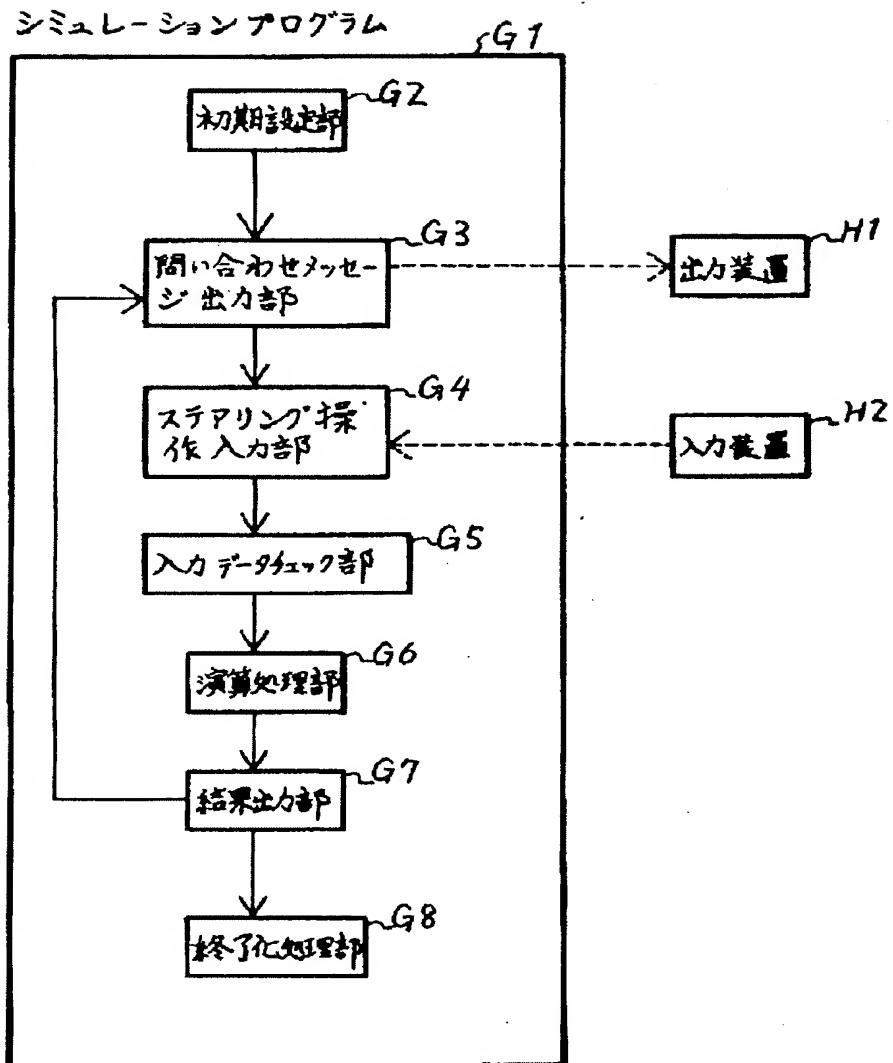 シミュレーションプログラム
G1
G2
初期設定部
G3
問い合わせメッセー
ジ出力部
H1
出力装置
G4
ステアリング操
作入力部
H2
入力装置
G5
入力データチェック部
G6
演算処理部
G7
結果出力部
G8
終了化処理部